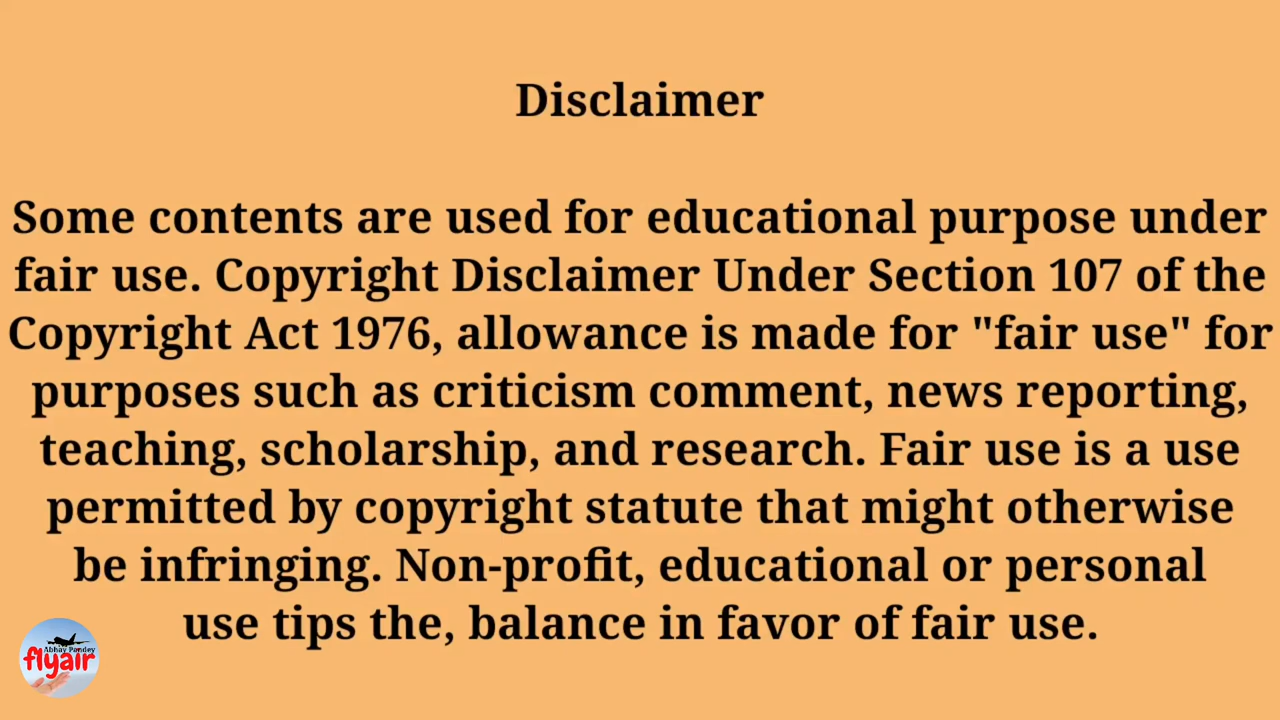 Disclaimer
Some contents are used for educational purpose under
fair use. Copyright Disclaimer Under Section 107 of the
Copyright Act 1976, allowance is made for "fair use" for
purposes such as criticism comment, news reporting,
teaching, scholarship, and research. Fair use is a use
permitted by copyright statute that might otherwise
be infringing. Non-profit, educational or personal
use tips the, balance in favor of fair use.
Abhay Pandey
flyair